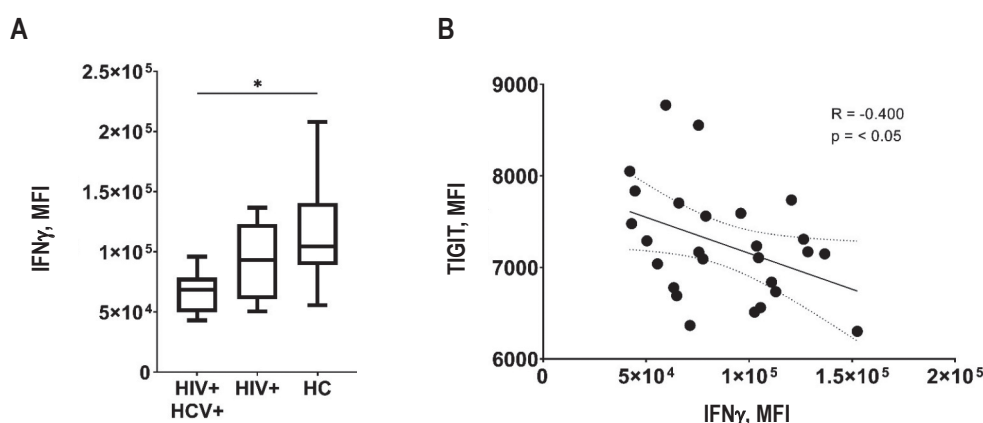 A
IFNγ, MFI
2.5×10⁵
2×10⁵
1.5×10⁵
1×10⁵
5×10⁴
0
*
HIV+
HCV+
HIV+
HC
B
TIGIT, MFI
9000
8000
7000
6000
R = -0.400
p = < 0.05
0
5×10⁴
1×10⁵
1.5×10⁵
2×10⁵
IFNγ, MFI